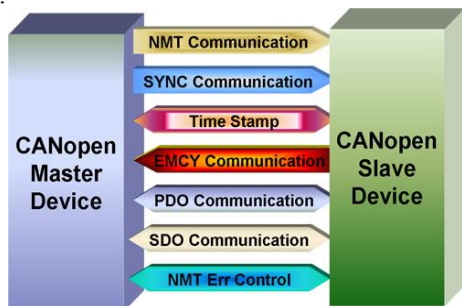 NMT Communication
SYNC Communication
Time Stamp
EMCY Communication
PDO Communication
SDO Communication
NMT Err Control
CANopen
Master
Device
CANopen
Slave
Device